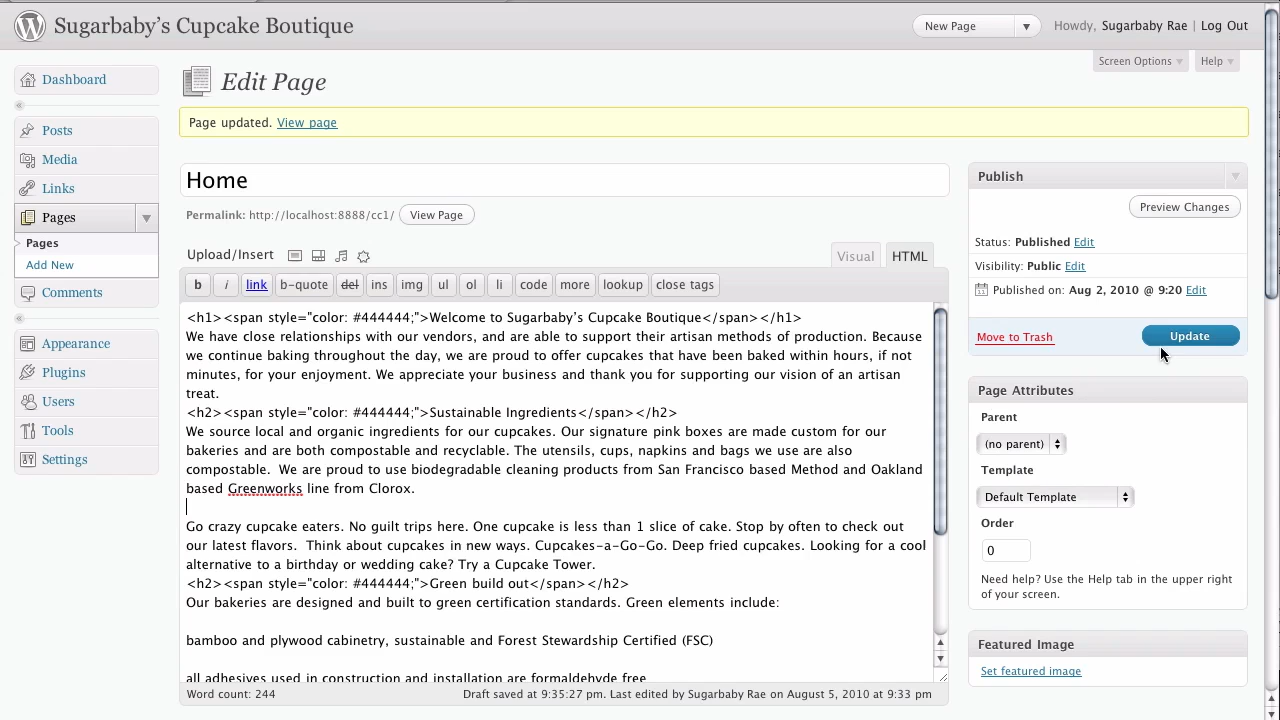 Sugarbaby's Cupcake Boutique
New Page
Howdy, Sugarbaby Rae | Log Out
Screen Options
Help
Dashboard
Posts
Media
Links
Pages
Pages
Add New
Comments
Appearance
Plugins
Users
Tools
Settings
Edit Page
Page updated. View page
Home
Permalink: http://localhost:8888/cc1/ View Page
Upload/Insert
Visual
HTML
b i link b-quote del ins img ul ol li code more lookup close tags
<h1><span style="color: #444444;">Welcome to Sugarbaby's Cupcake Boutique</span></h1>
We have close relationships with our vendors, and are able to support their artisan methods of production. Because
we continue baking throughout the day, we are proud to offer cupcakes that have been baked within hours, if not
minutes, for your enjoyment. We appreciate your business and thank you for supporting our vision of an artisan
treat.
<h2><span style="color: #444444;">Sustainable Ingredients</span></h2>
We source local and organic ingredients for our cupcakes. Our signature pink boxes are made custom for our
bakeries and are both compostable and recyclable. The utensils, cups, napkins and bags we use are also
compostable.  We are proud to use biodegradable cleaning products from San Francisco based Method and Oakland
based Greenworks line from Clorox.
Go crazy cupcake eaters. No guilt trips here. One cupcake is less than 1 slice of cake. Stop by often to check out
our latest flavors.  Think about cupcakes in new ways. Cupcakes-a-Go-Go. Deep fried cupcakes. Looking for a cool
alternative to a birthday or wedding cake? Try a Cupcake Tower.
<h2><span style="color: #444444;">Green build out</span></h2>
Our bakeries are designed and built to green certification standards. Green elements include:
bamboo and plywood cabinetry, sustainable and Forest Stewardship Certified (FSC)
all adhesives used in construction and installation are formaldehyde free
Word count: 244
Draft saved at 9:35:27 pm. Last edited by Sugarbaby Rae on August 5, 2010 at 9:33 pm
Publish
Preview Changes
Status: Published Edit
Visibility: Public Edit
Published on: Aug 2, 2010 @ 9:20 Edit
Move to Trash
Update
Page Attributes
Parent
(no parent)
Template
Default Template
Order
0
Need help? Use the Help tab in the upper right
of your screen.
Featured Image
Set featured image